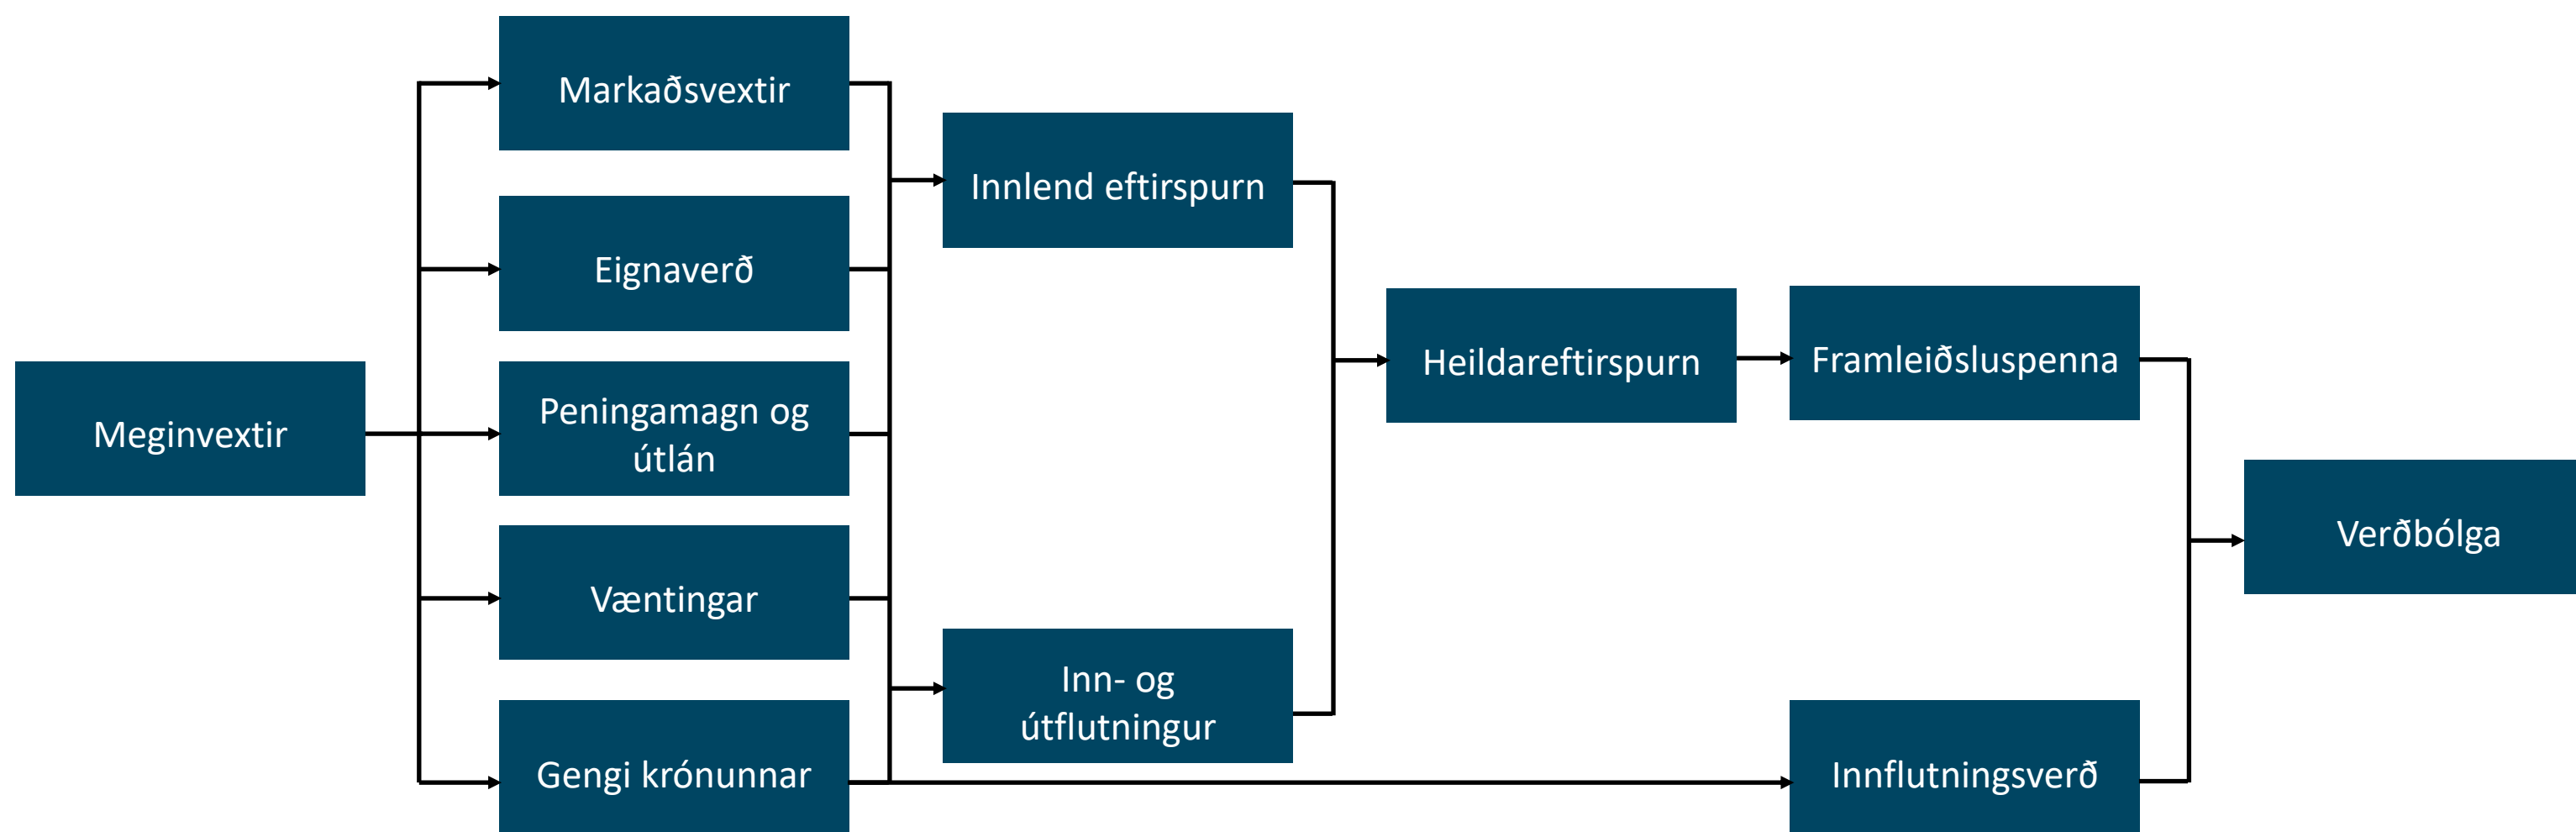 Meginvextir
Markaðsvextir
Eignaverð
Peningamagn og
útlán
Væntingar
Gengi krónunnar
Innlend eftirspurn
Inn- og
útflutningur
Heildareftirspurn
Framleiðsluspenna
Innflutningsverð
Verðbólga